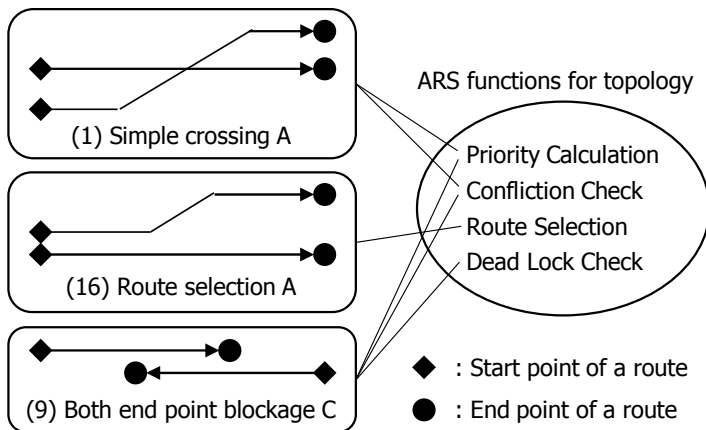 (1) Simple crossing A
(16) Route selection A
(9) Both end point blockage C
ARS functions for topology
Priority Calculation
Confliction Check
Route Selection
Dead Lock Check
: Start point of a route
: End point of a route